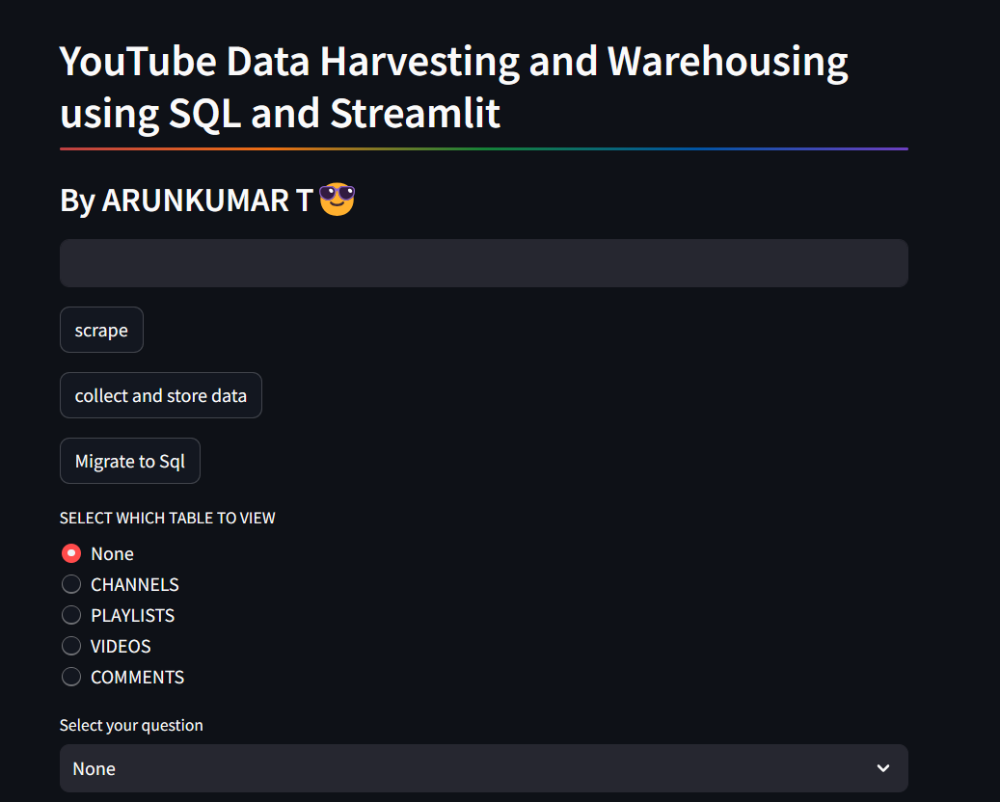 YouTube Data Harvesting and Warehousing
using SQL and Streamlit
By ARUNKUMAR T😎
scrape
collect and store data
Migrate to Sql
SELECT WHICH TABLE TO VIEW
None
CHANNELS
PLAYLISTS
VIDEOS
COMMENTS
Select your question
None